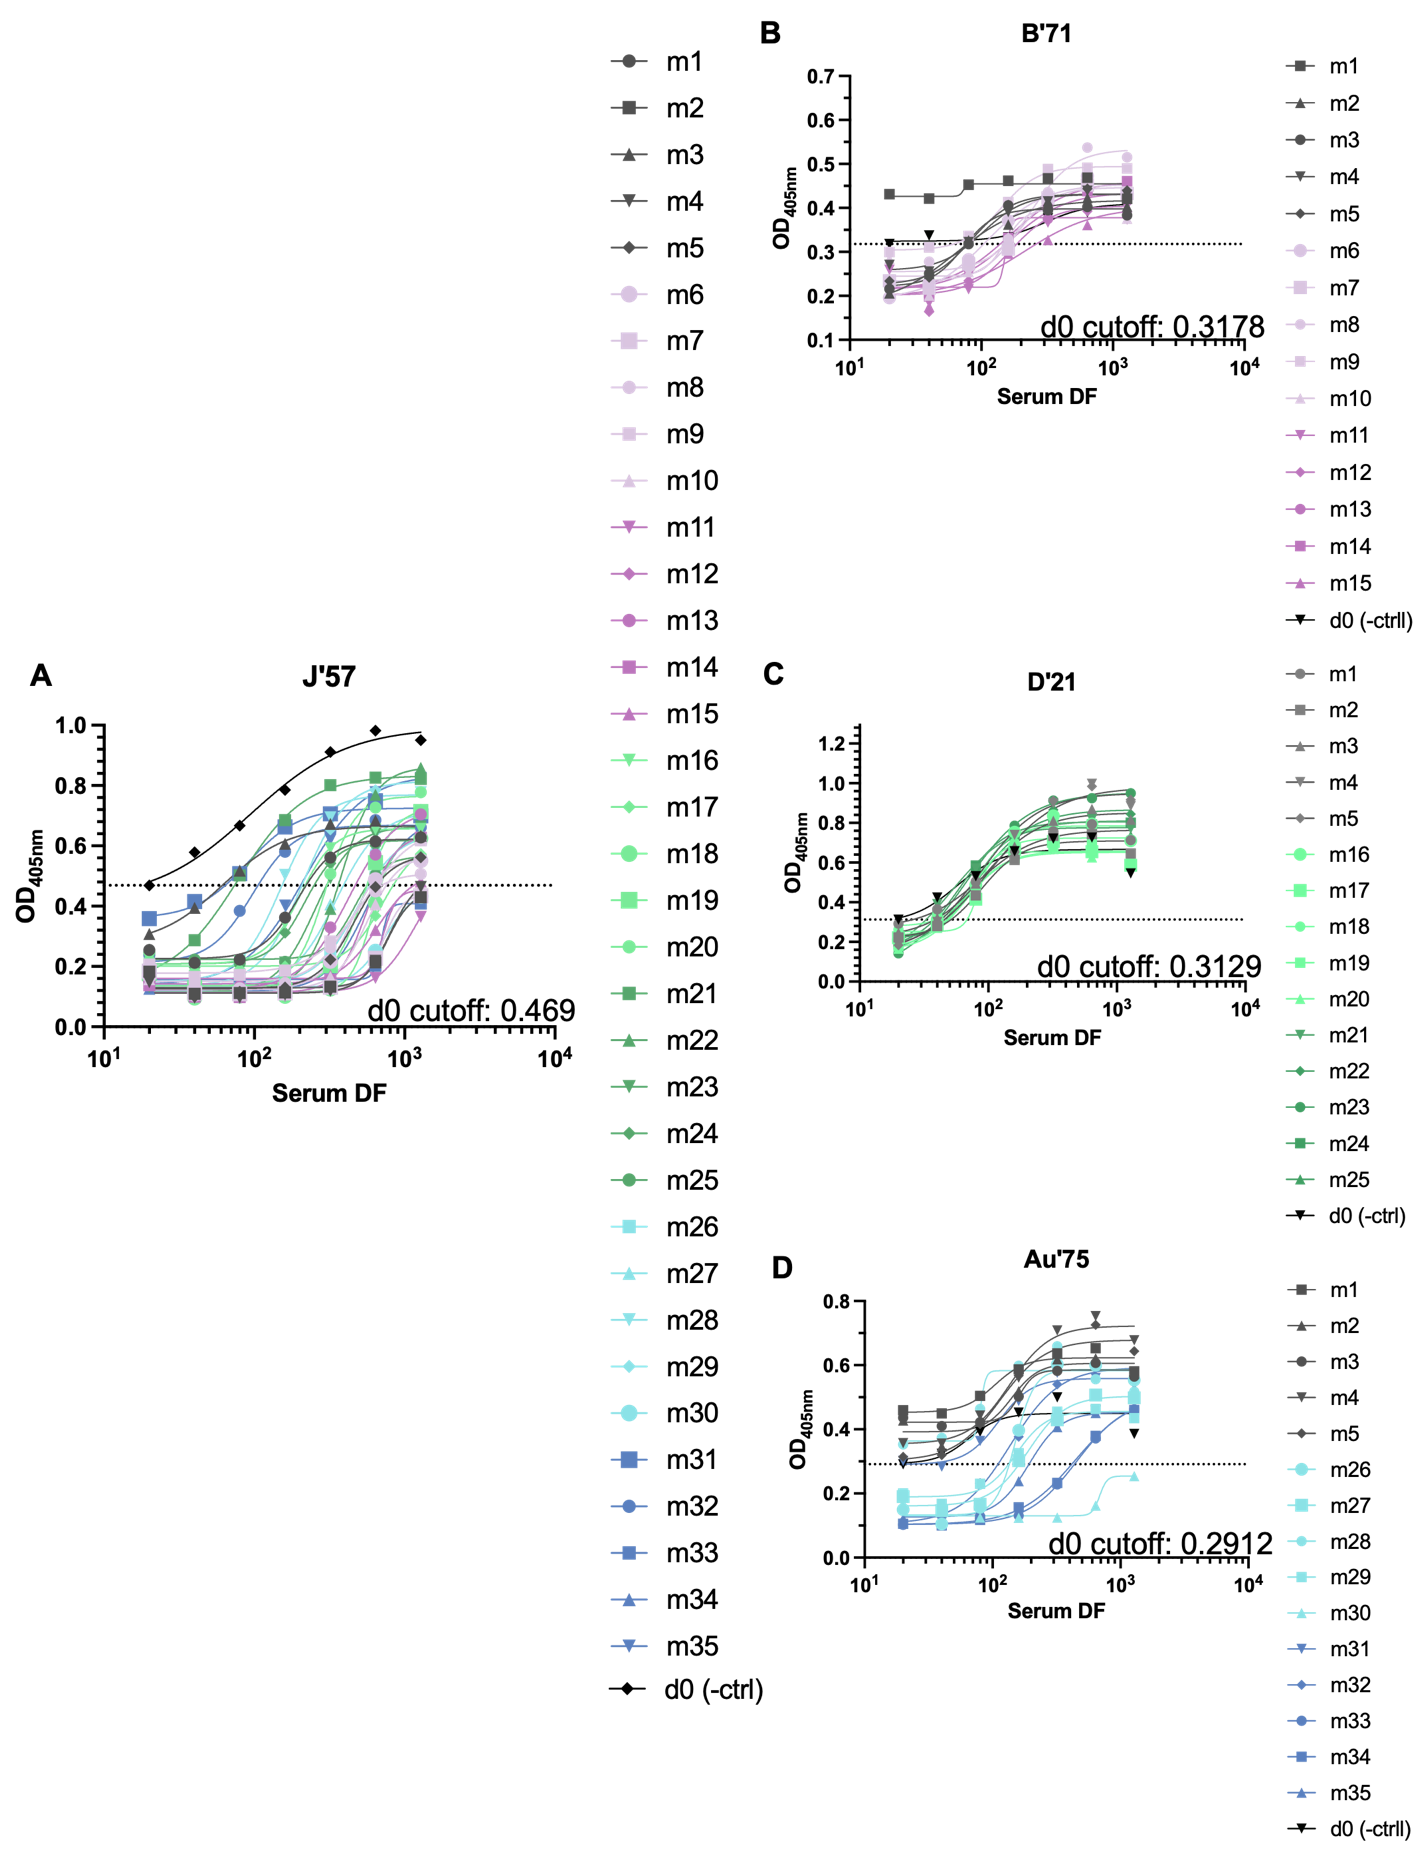 A
J'57
OD405nm
1.0
0.8
0.6
0.4
0.2
0.0
d0 cutoff: 0.469
10¹
10²
10³
10⁴
Serum DF
m1
m2
m3
m4
m5
m6
m7
m8
m9
m10
m11
m12
m13
m14
m15
m16
m17
m18
m19
m20
m21
m22
m23
m24
m25
m26
m27
m28
m29
m30
m31
m32
m33
m34
m35
d0 (-ctrl)
B
B'71
OD405nm
0.7
0.6
0.5
0.4
0.3
0.2
0.1
d0 cutoff: 0.3178
10¹
10²
10³
10⁴
Serum DF
m1
m2
m3
m4
m5
m6
m7
m8
m9
m10
m11
m12
m13
m14
m15
d0 (-ctrll)
C
D'21
OD405nm
1.2
1.0
0.8
0.6
0.4
0.2
0.0
d0 cutoff: 0.3129
10¹
10²
10³
10⁴
Serum DF
m1
m2
m3
m4
m5
m16
m17
m18
m19
m20
m21
m22
m23
m24
m25
d0 (-ctrl)
D
Au'75
OD405nm
0.8
0.6
0.4
0.2
0.0
d0 cutoff: 0.2912
10¹
10²
10³
10⁴
Serum DF
m1
m2
m3
m4
m5
m26
m27
m28
m29
m30
m31
m32
m33
m34
m35
d0 (-ctrll)